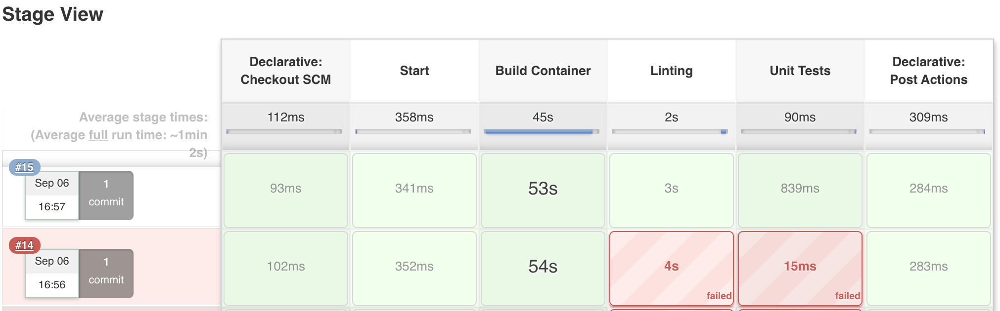 Stage View
Declarative:
Checkout SCM
Start
Build Container
Linting
Unit Tests
Declarative:
Post Actions
Average stage times:
(Average full run time: ~1min
2s)
112ms
358ms
45s
2s
90ms
309ms
#15
Sep 06
16:57
1
commit
93ms
341ms
53s
3s
839ms
284ms
#14
Sep 06
16:56
1
commit
102ms
352ms
54s
4s
failed
15ms
failed
283ms